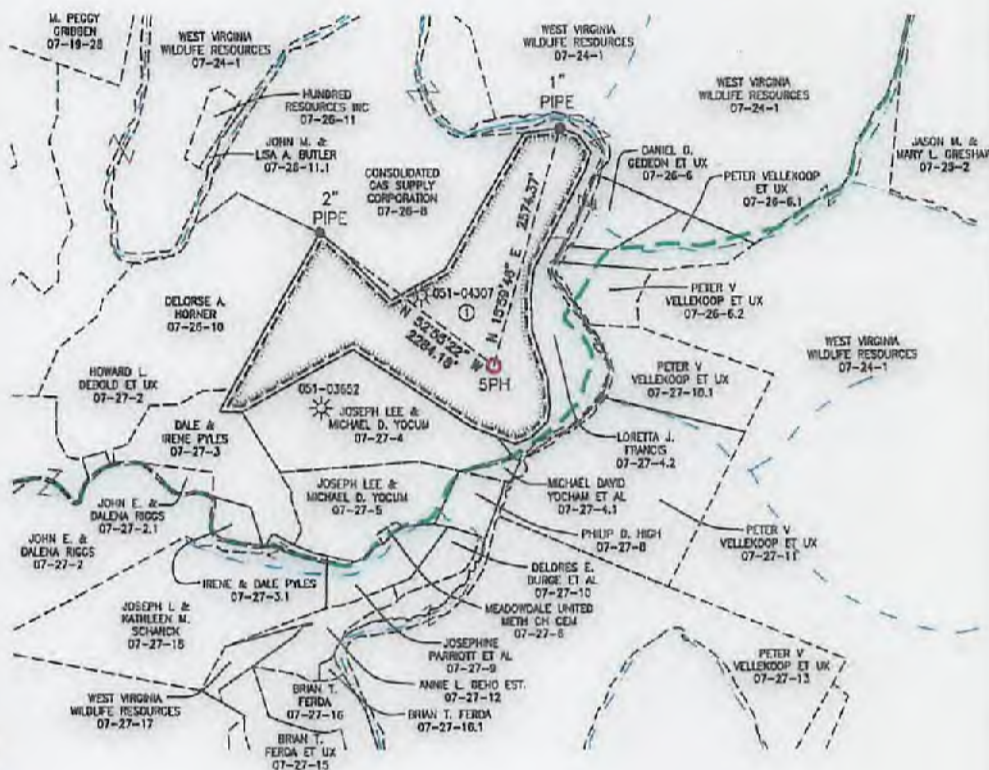 M. PEGGY
GRIBBEN
07-19-28
WEST VIRGINIA
WILDLIFE RESOURCES
07-24-1
HUNDRED
RESOURCES INC
07-26-11
JOHN M. &
LISA A. BUTLER
07-26-11.1
WEST VIRGINIA
WILDLIFE RESOURCES
07-24-1
1"
PIPE
WEST VIRGINIA
WILDLIFE RESOURCES
07-24-1
JASON M. &
MARY L. GRESHAM
07-23-2
DANIEL G.
GEDEON ET UX
07-26-6
PETER VELLEKOOP
ET UX
07-26-6.1
CONSOLIDATED
GAS SUPPLY
CORPORATION
07-26-8
2"
PIPE
N 15°59'46" E 2574.37'
051-04307
1
N 52°55'22" W
2284.18'
SPH
DELORSE A.
HORNER
07-26-10
PETER V
VELLEKOOP ET UX
07-26-6.2
WEST VIRGINIA
WILDLIFE RESOURCES
07-24-1
HOWARD L.
DEBOLD ET UX
07-27-2
051-03652
JOSEPH LEE &
MICHAEL D. YOCUM
07-27-4
PETER V
VELLEKOOP ET UX
07-27-10.1
DALE &
IRENE PYLES
07-27-3
LORETTA J.
FRANCIS
07-27-4.2
JOSEPH LEE &
MICHAEL D. YOCUM
07-27-5
MICHAEL DAVID
YOCHAM ET AL
07-27-4.1
JOHN E. &
DALENA RIGGS
07-27-2.1
JOHN E. &
DALENA RIGGS
07-27-2
PHILIP D. HIGH
07-27-8
PETER V
VELLEKOOP ET UX
07-27-11
IRENE & DALE PYLES
07-27-3.1
DELORES E.
BURGE ET AL
07-27-10
MEADOWDALE UNITED
METH CH CEM
07-27-6
JOSEPH L &
KATHLEEN M.
SCHANCK
07-27-18
JOSEPHINE
PARRIOTT ET AL
07-27-9
PETER V
VELLEKOOP ET UX
07-27-13
ANNIE L. GEHO EST.
07-27-12
WEST VIRGINIA
WILDLIFE RESOURCES
07-27-17
BRIAN T.
FERDA
07-27-16
BRIAN T. FERDA
07-27-16.1
BRIAN T.
FERDA ET UX
07-27-15